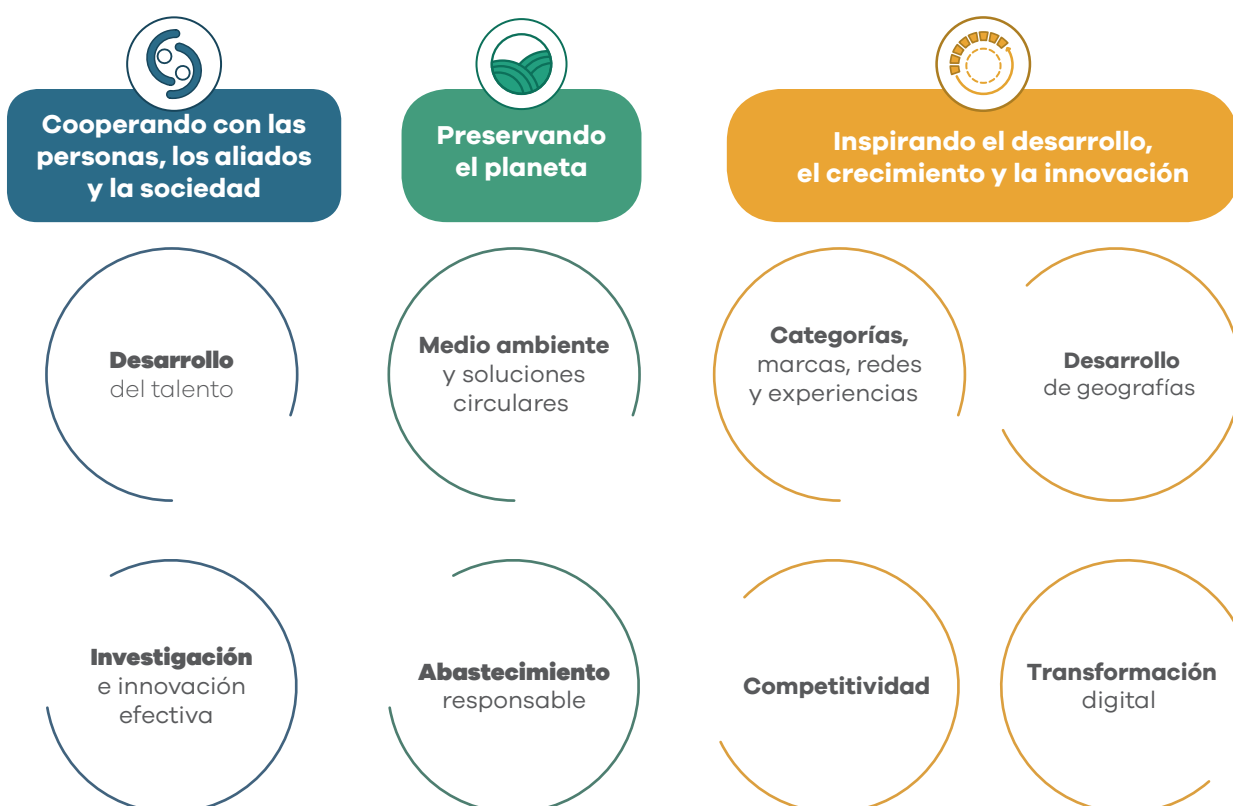 Cooperando con las
personas, los aliados
y la sociedad
Preservando
el planeta
Inspirando el desarrollo,
el crecimiento y la innovación
Desarrollo
del talento
Medio ambiente
y soluciones
circulares
Categorías,
marcas, redes
y experiencias
Desarrollo
de geografías
Investigación
e innovación
efectiva
Abastecimiento
responsable
Competitividad
Transformación
digital